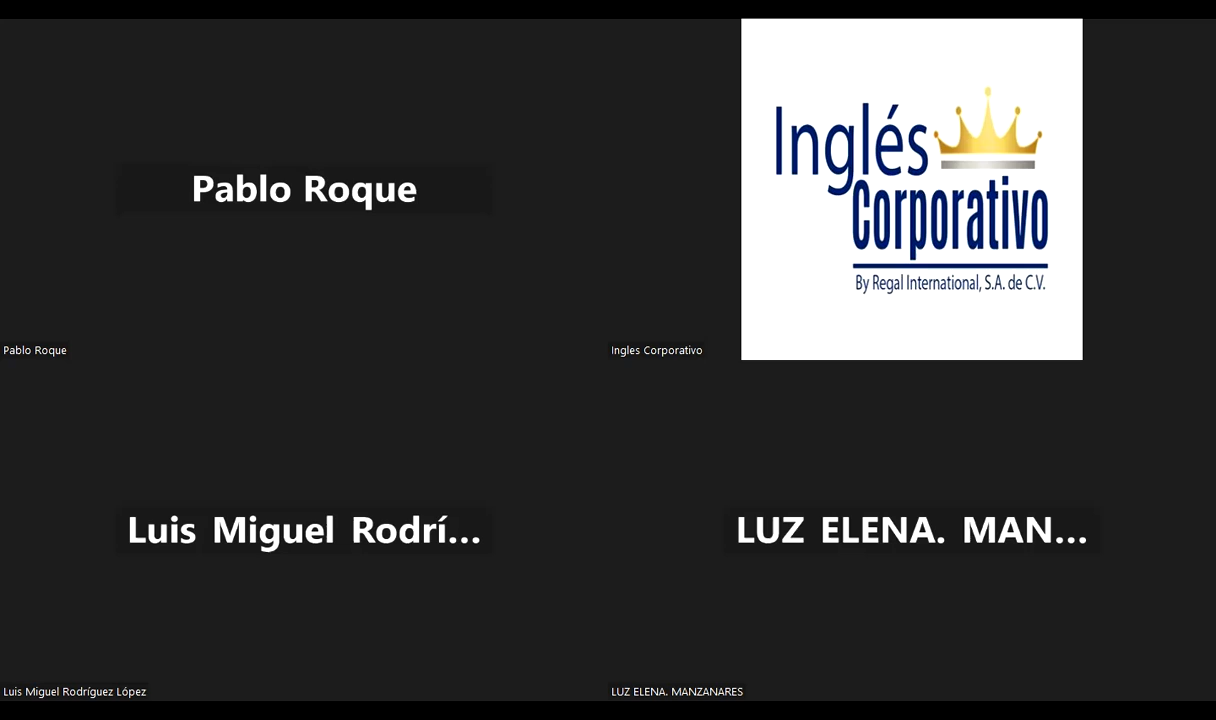 Pablo Roque
Pablo Roque
Inglés
Corporativo
By Regal International, S.A. de C.V.
Ingles Corporativo
Luis Miguel Rodrí...
Luis Miguel Rodríguez López
LUZ ELENA. MAN...
LUZ ELENA. MANZANARES